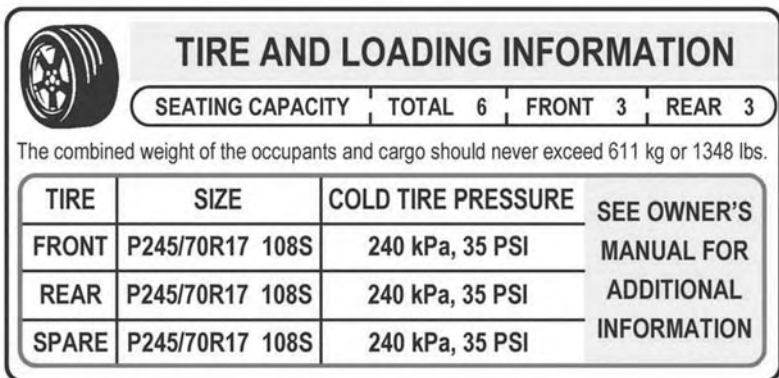 TIRE AND LOADING INFORMATION
SEATING CAPACITY TOTAL 6 FRONT 3 REAR 3
The combined weight of the occupants and cargo should never exceed 611 kg or 1348 lbs.
TIRE SIZE COLD TIRE PRESSURE
FRONT P245/70R17 108S 240 kPa, 35 PSI
REAR P245/70R17 108S 240 kPa, 35 PSI
SPARE P245/70R17 108S 240 kPa, 35 PSI
SEE OWNER'S
MANUAL FOR
ADDITIONAL
INFORMATION